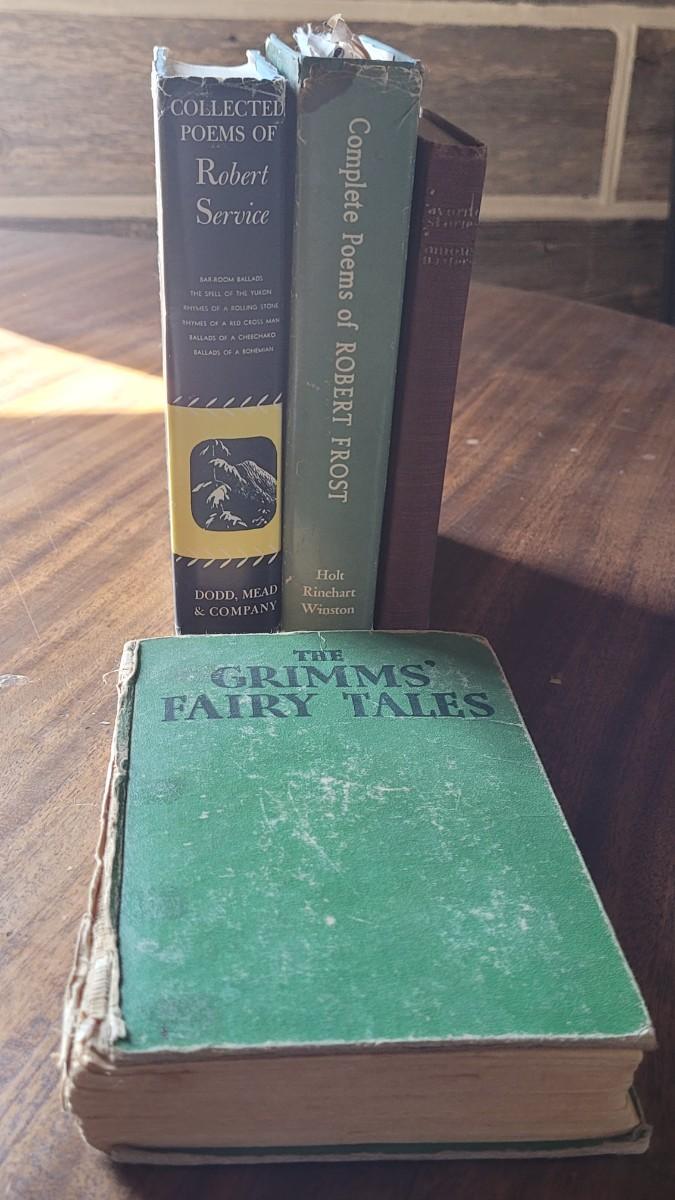 COLLECTED
POEMS OF
Robert
Service
BAR-ROOM BALLADS
THE SPELL OF THE YUKON
RHYMES OF A ROLLING STONE
RHYMES OF A RED CROSS MAN
BALLADS OF A CHEECHAKO
BALLADS OF A BOHEMIAN
DODD, MEAD
& COMPANY
Complete Poems of ROBERT FROST
Holt
Rinehart
Winston
THE
GRIMMS'
FAIRY TALES